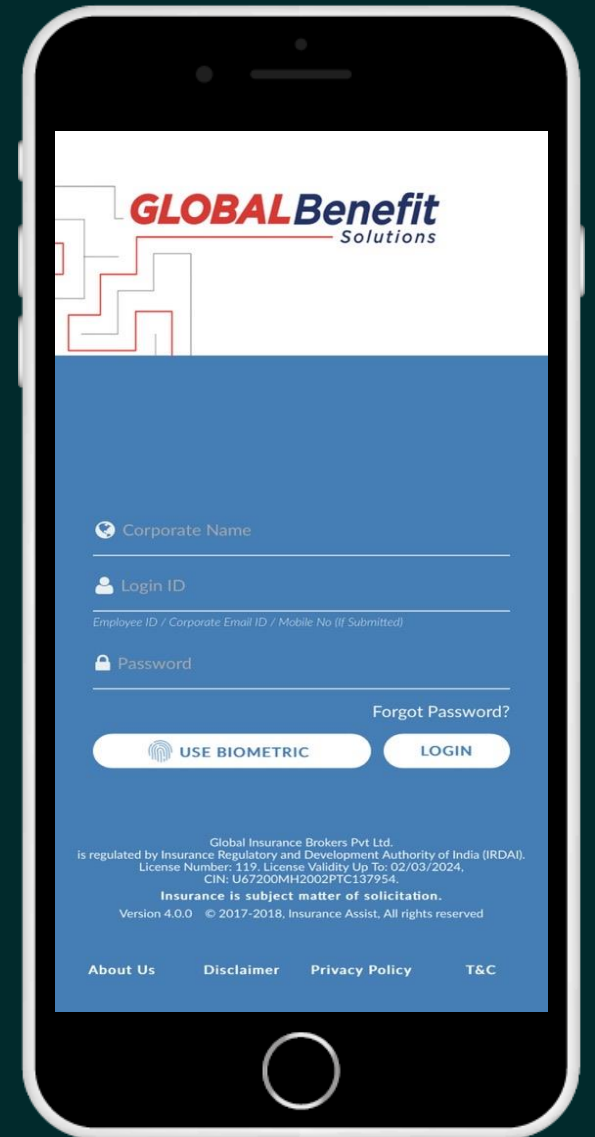 GLOBALBenefit
Solutions
Corporate Name
Login ID
Employee ID / Corporate Email ID / Mobile No (If Submitted)
Password
Forgot Password?
USE BIOMETRIC
LOGIN
Global Insurance Brokers Pvt Ltd.
is regulated by Insurance Regulatory and Development Authority of India (IRDAI).
License Number: 119. License Validity Up To: 02/03/2024,
CIN: U67200MH2002PTC137954.
Insurance is subject matter of solicitation.
Version 4.0.0 © 2017-2018, Insurance Assist, All rights reserved
About Us Disclaimer Privacy Policy T&C